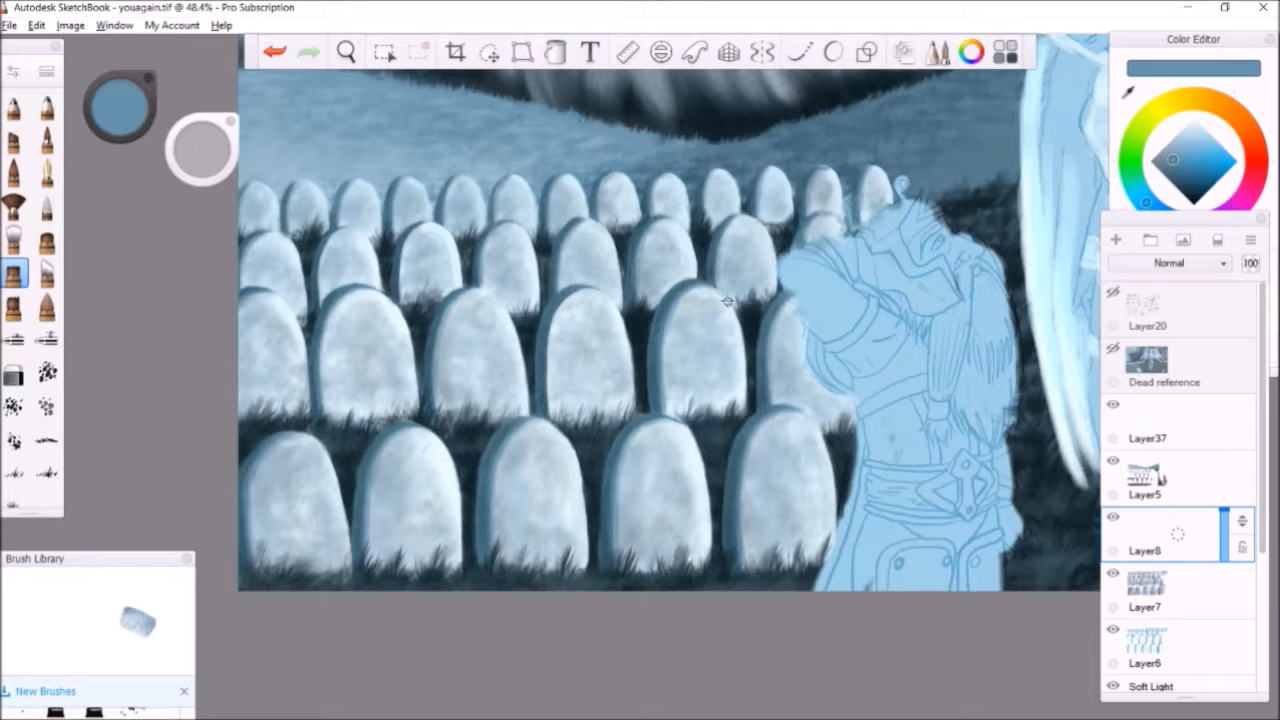 Autodesk SketchBook - youagain.tif @ 48.4% - Pro Subscription
File Edit Image Window My Account Help
T
Color Editor
Normal 100
Layer20
Dead reference
Layer37
Layer5
Layer8
Layer7
Layer6
Soft Light
Brush Library
New Brushes